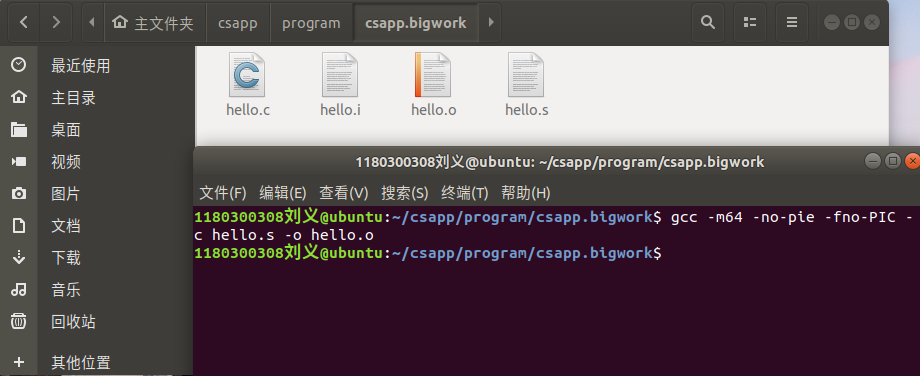 主文件夹 csapp program csapp.bigwork
最近使用
主目录
桌面
视频
图片
文档
下载
音乐
回收站
其他位置
hello.c hello.i hello.o hello.s
1180300308刘义@ubuntu: ~/csapp/program/csapp.bigwork
文件(F) 编辑(E) 查看(V) 搜索(S) 终端(T) 帮助(H)
1180300308刘义@ubuntu:~/csapp/program/csapp.bigwork$ gcc -m64 -no-pie -fno-PIC -
c hello.s -o hello.o
1180300308刘义@ubuntu:~/csapp/program/csapp.bigwork$